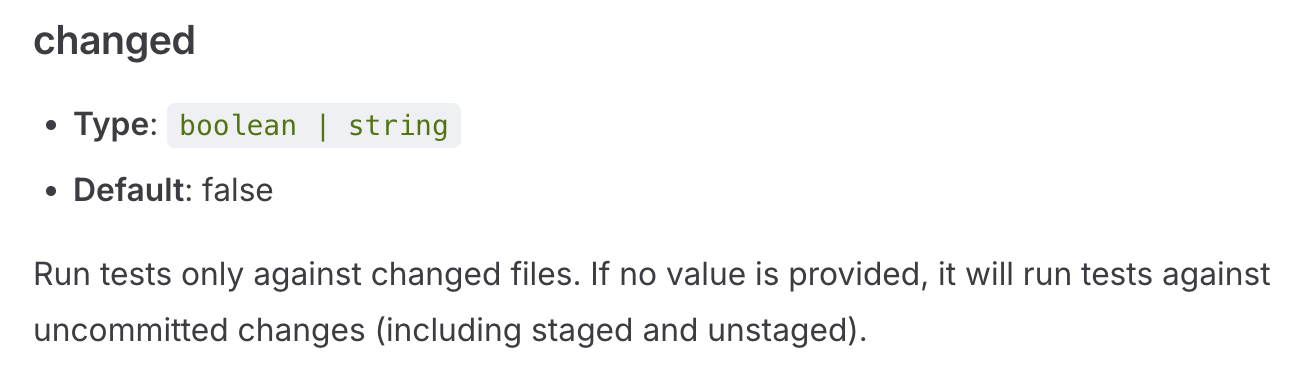 changed
• Type: boolean | string
• Default: false
Run tests only against changed files. If no value is provided, it will run tests against
uncommitted changes (including staged and unstaged).